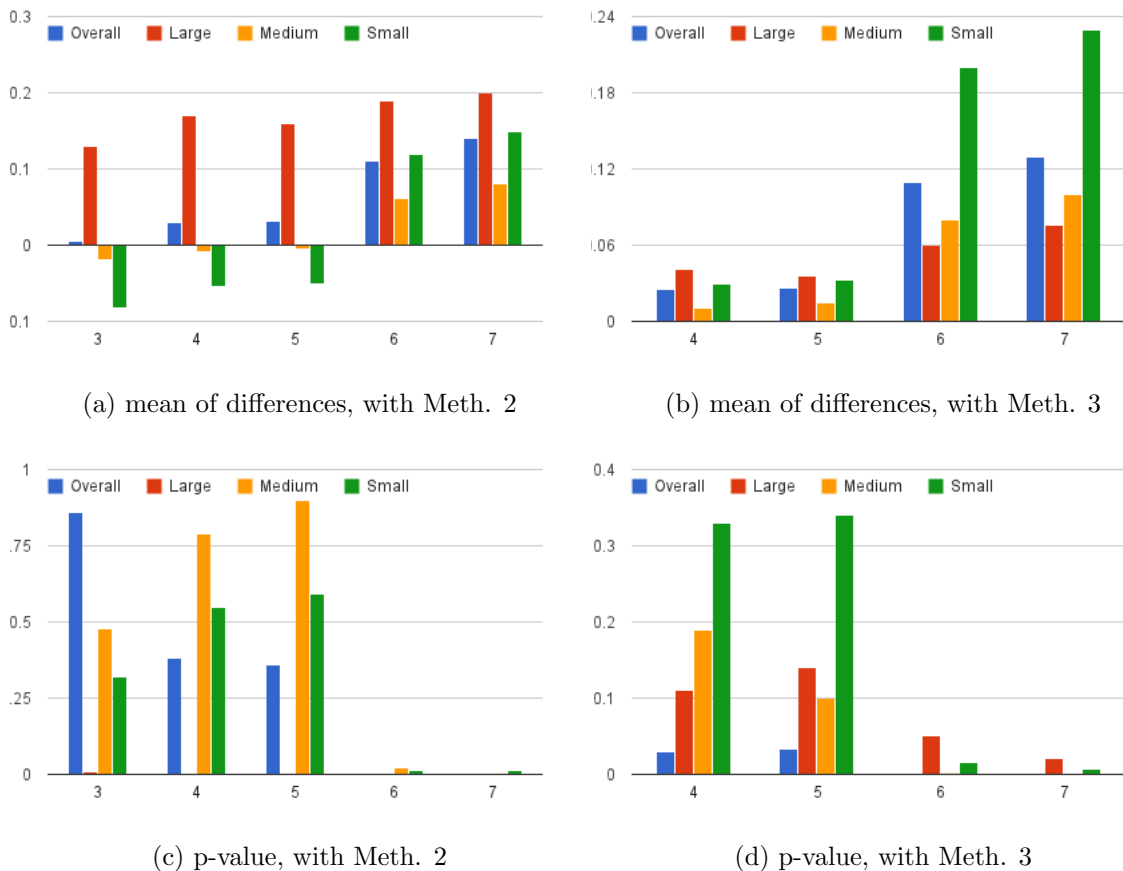 0.3
Overall Large Medium Small
0.2
0.1
0
0.1
3 4 5 6 7
(a) mean of differences, with Meth. 2
0.24
Overall Large Medium Small
0.18
0.12
0.06
0
4 5 6 7
(b) mean of differences, with Meth. 3
1
Overall Large Medium Small
.75
0.5
.25
0
3 4 5 6 7
(c) p-value, with Meth. 2
0.4
Overall Large Medium Small
0.3
0.2
0.1
0
4 5 6 7
(d) p-value, with Meth. 3